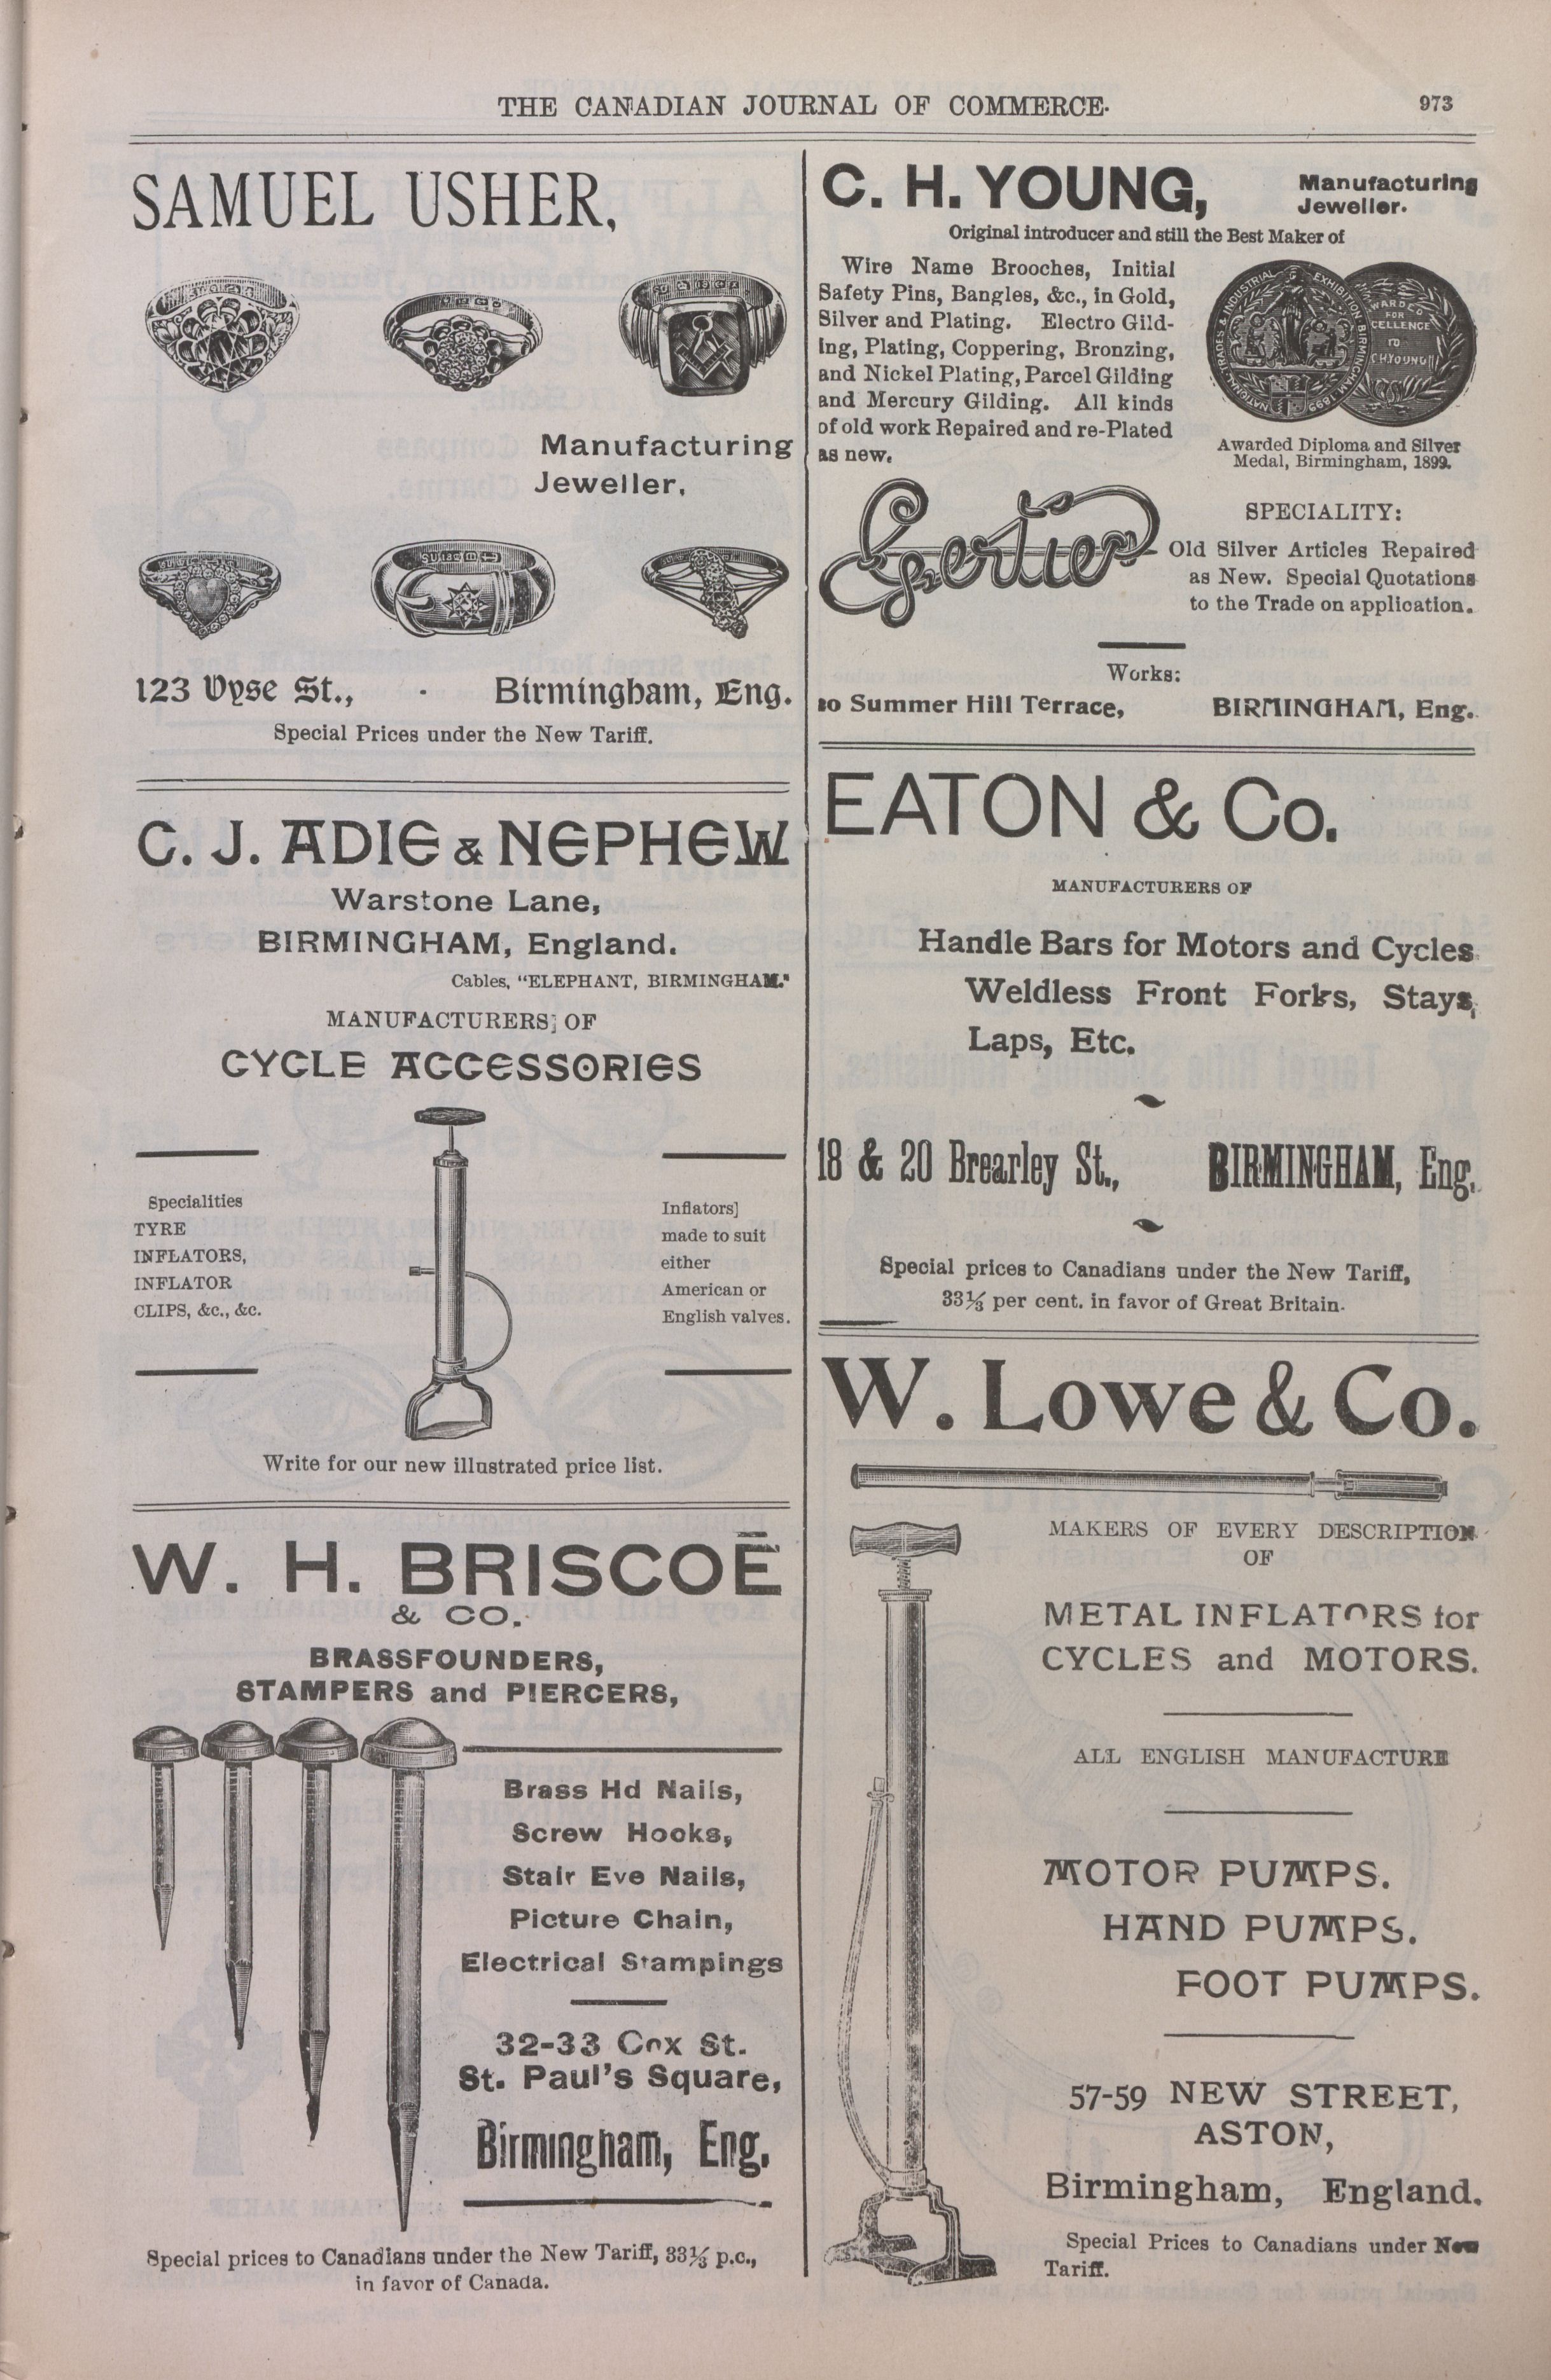 THE CANADIAN JOURNAL OF COMMERCE.
973
SAMUEL USHER,
Manufacturing
Jeweller,
123 Vyse St., - Birmingham, Eng.
Special Prices under the New Tariff.
C. J. ADIE & NEPHEW
Warstone Lane,
BIRMINGHAM, England.
Cables, "ELEPHANT, BIRMINGHAM."
MANUFACTURERS] OF
CYCLE ACCESSORIES
Specialities
TYRE
INFLATORS,
INFLATOR
CLIPS, &c., &c.
Inflators]
made to suit
either
American or
English valves.
Write for our new illustrated price list.
W. H. BRISCOE
& CO.
BRASSFOUNDERS,
STAMPERS and PIERCERS,
Brass Hd Nails,
Screw Hooks,
Stair Eve Nails,
Picture Chain,
Electrical Stampings
32-33 Cox St.
St. Paul's Square,
Birmingham, Eng.
Special prices to Canadians under the New Tariff, 33⅓ p.c.,
in favor of Canada.
C. H. YOUNG,
Manufacturing
Jeweller.
Original introducer and still the Best Maker of
Wire Name Brooches, Initial
Safety Pins, Bangles, &c., in Gold,
Silver and Plating. Electro Gild-
ing, Plating, Coppering, Bronzing,
and Nickel Plating, Parcel Gilding
and Mercury Gilding. All kinds
of old work Repaired and re-Plated
as new.
NATIONAL TRADES & INDUSTRIAL EXHIBITION BIRMINGHAM 1899
AWARDED
FOR
EXCELLENCE
TO
C.H.YOUNG
Awarded Diploma and Silver
Medal, Birmingham, 1899.
Gertie
SPECIALITY:
Old Silver Articles Repaired
as New. Special Quotations
to the Trade on application.
Works:
Summer Hill Terrace, BIRMINGHAM, Eng.
EATON & Co.
MANUFACTURERS OF
Handle Bars for Motors and Cycles
Weldless Front Forks, Stays,
Laps, Etc.
18 & 20 Brearley St., BIRMINGHAM, Eng.
Special prices to Canadians under the New Tariff,
33⅓ per cent. in favor of Great Britain.
W. Lowe & Co.
MAKERS OF EVERY DESCRIPTION
OF
METAL INFLATORS for
CYCLES and MOTORS.
ALL ENGLISH MANUFACTURE
MOTOR PUMPS.
HAND PUMPS.
FOOT PUMPS.
57-59 NEW STREET,
ASTON,
Birmingham, England.
Special Prices to Canadians under New
Tariff.